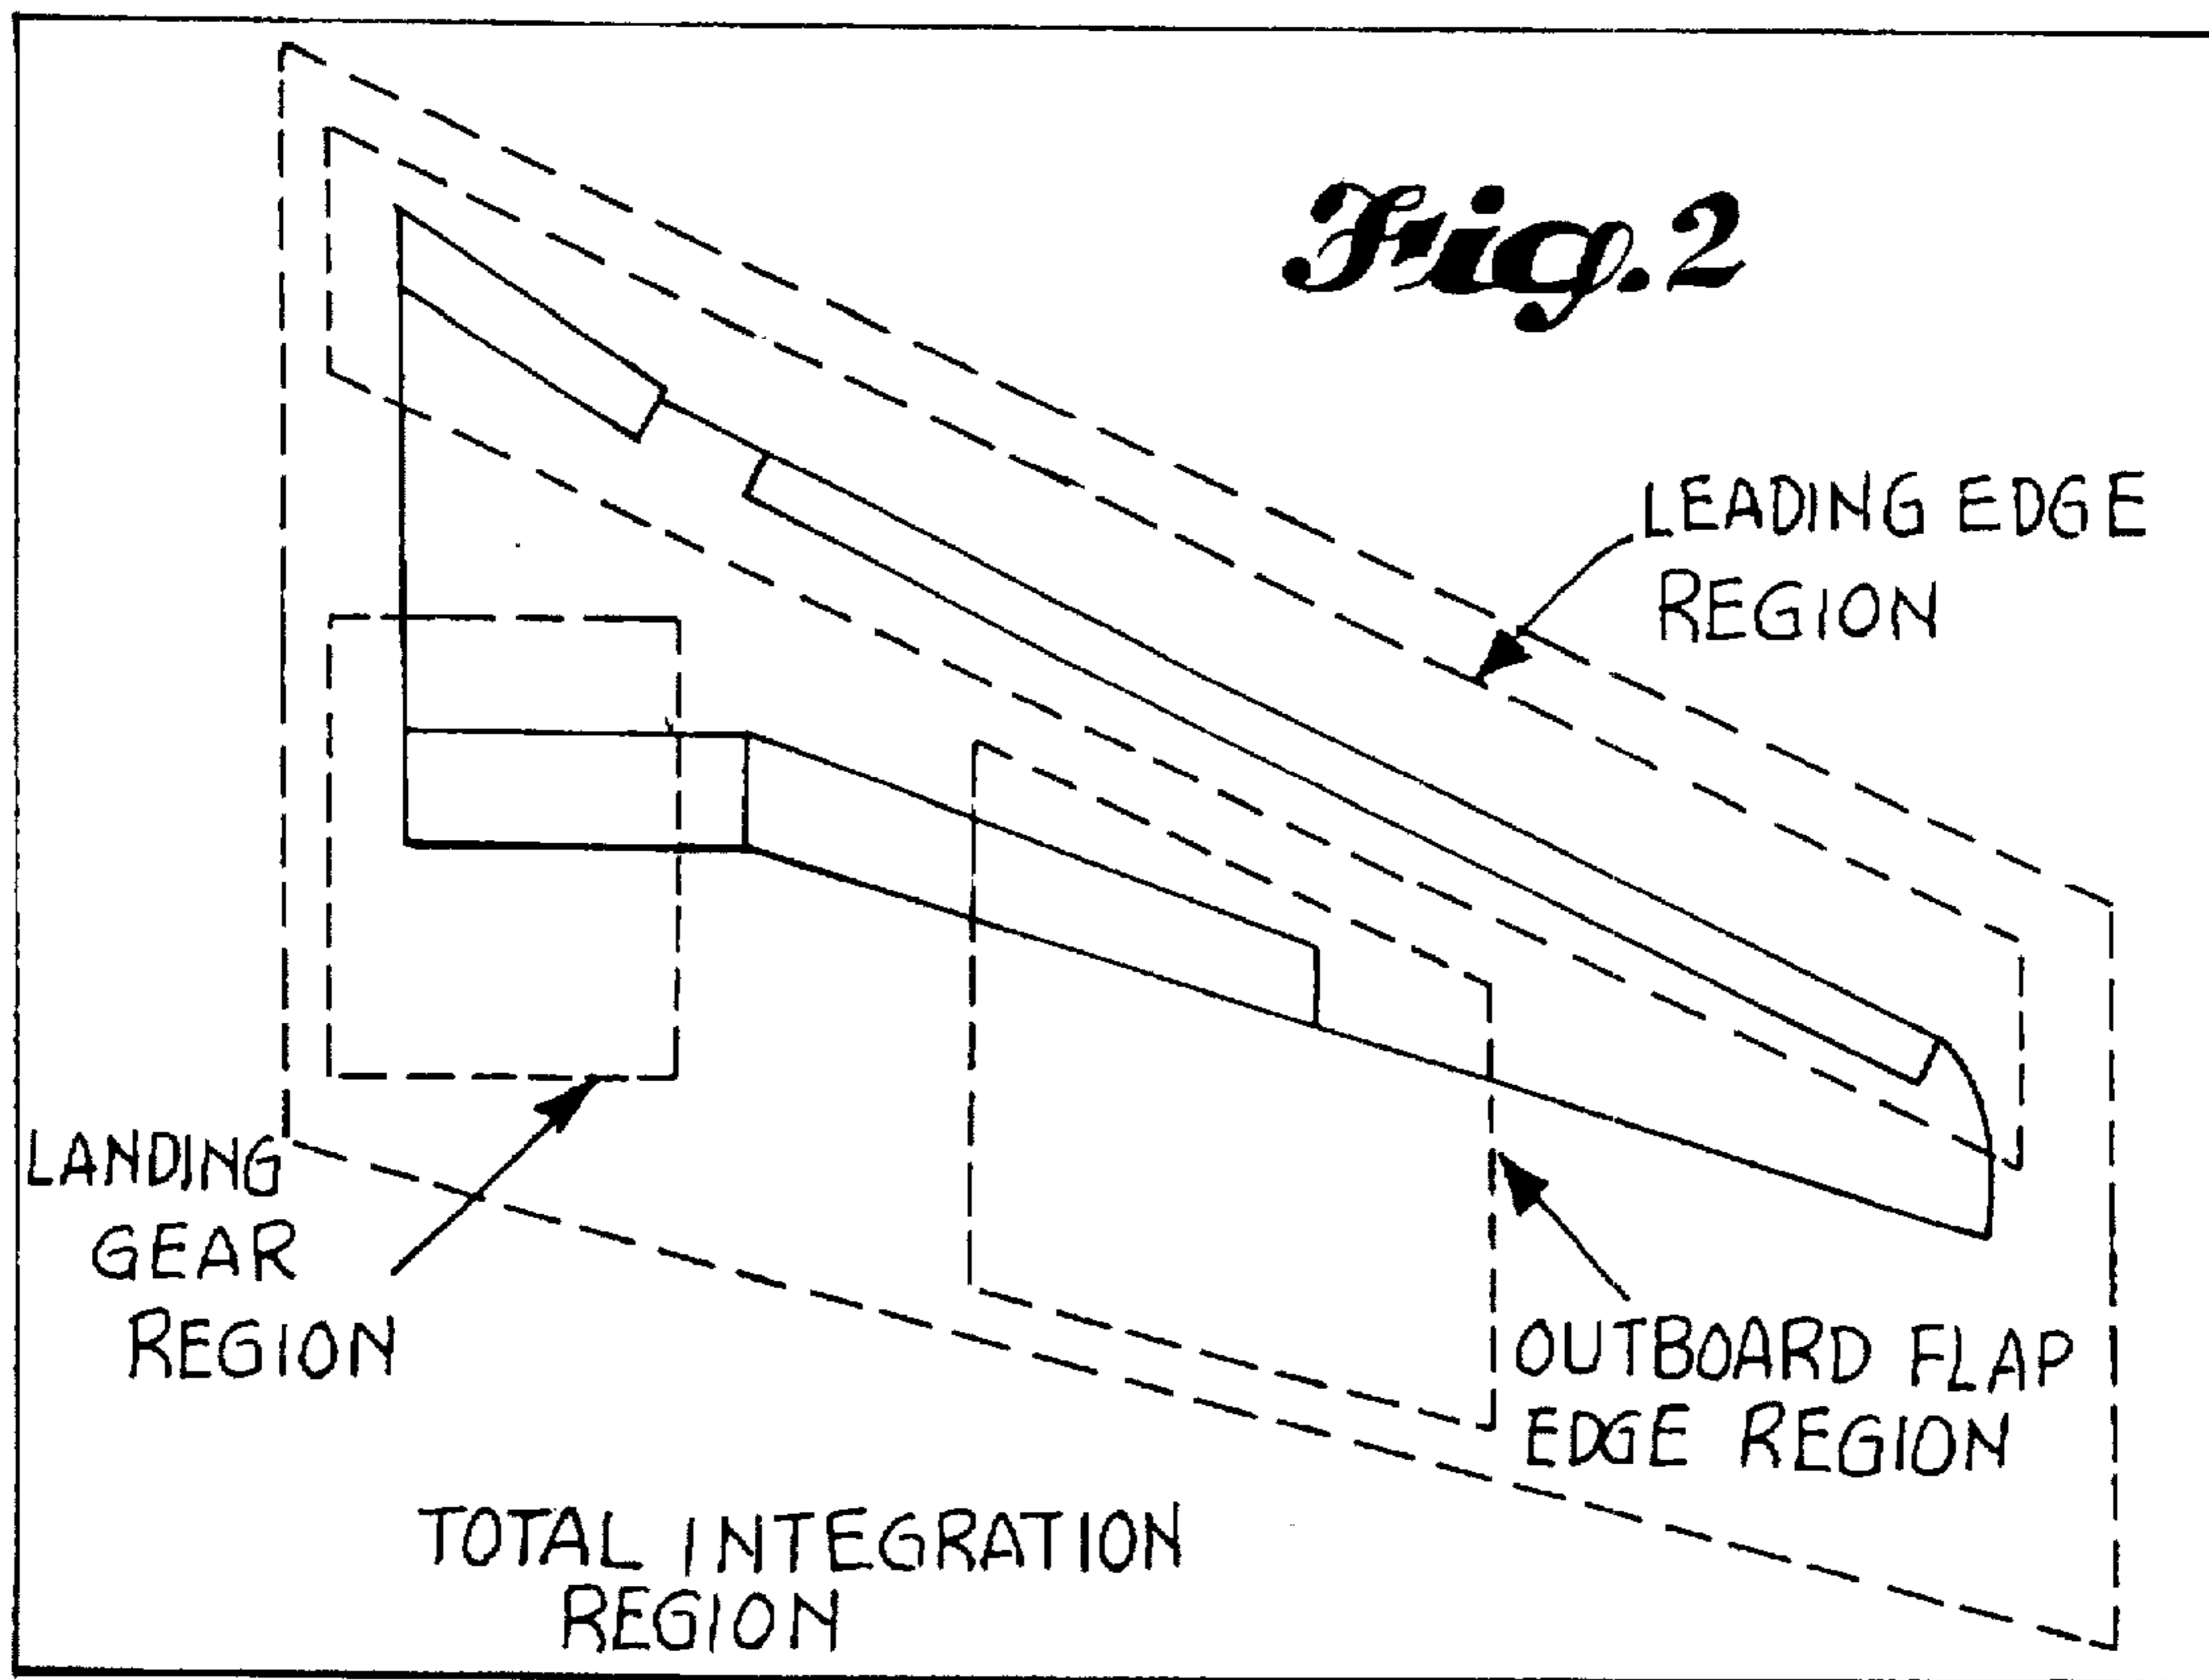 Fig.2
LEADING EDGE
REGION
LANDING
GEAR
REGION
OUTBOARD FLAP
EDGE REGION
TOTAL INTEGRATION
REGION